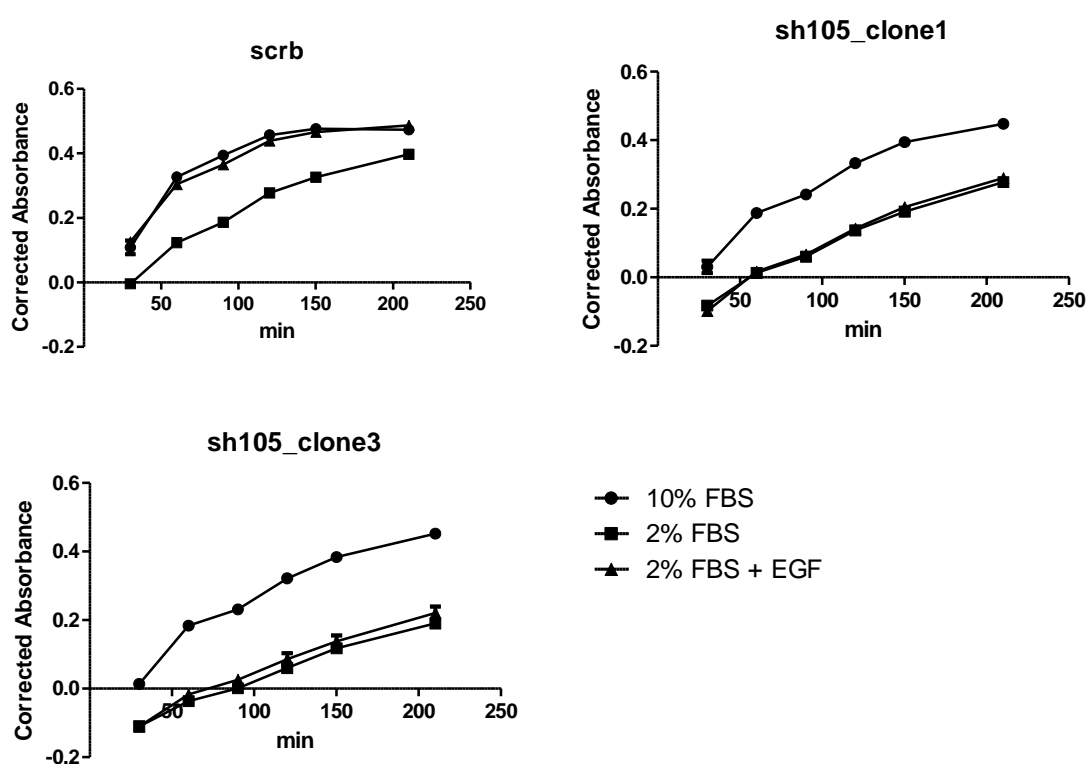 scrb
0.6
0.4
0.2
0.0
-0.2
50 100 150 200 250
min
Corrected Absorbance
sh105_clone1
0.6
0.4
0.2
0.0
-0.2
50 100 150 200 250
min
Corrected Absorbance
sh105_clone3
0.6
0.4
0.2
0.0
-0.2
50 100 150 200 250
min
Corrected Absorbance
10% FBS
2% FBS
2% FBS + EGF